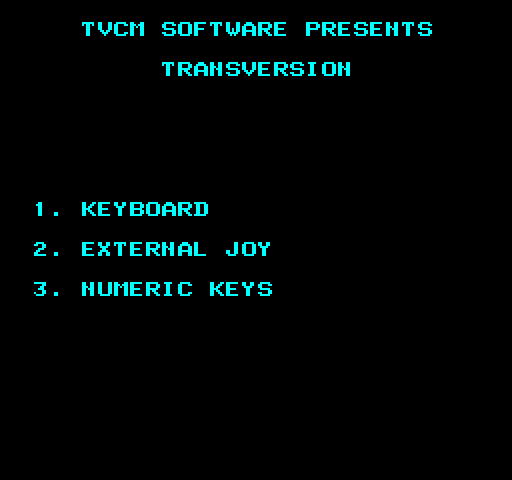 TVCM SOFTWARE PRESENTS
TRANSVERSION
1. KEYBOARD
2. EXTERNAL JOY
3. NUMERIC KEYS